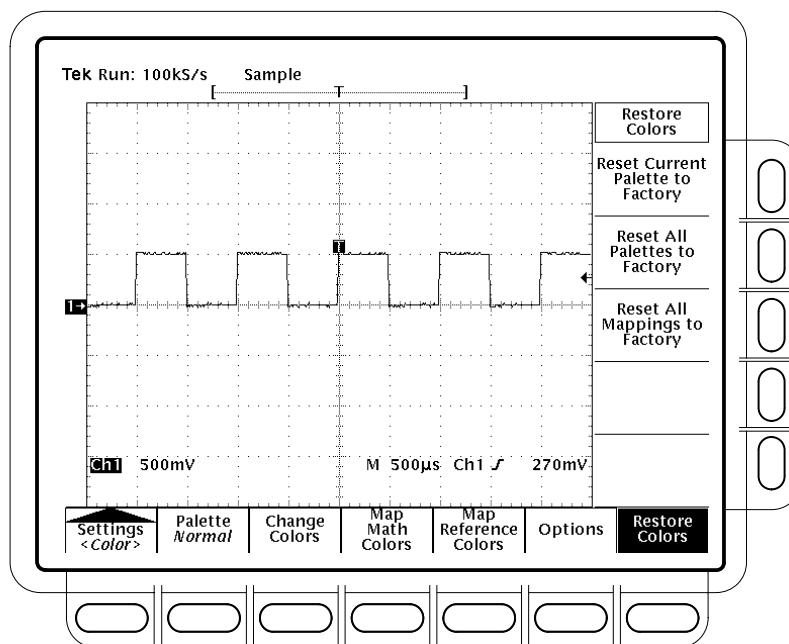 Tek Run: 100kS/s Sample
[ T ]
Restore
Colors
Reset Current
Palette to
Factory
Reset All
Palettes to
Factory
Reset All
Mappings to
Factory
T
1→
Ch1 500mV M 500µs Ch1 270mV
Settings
<Color>
Palette
Normal
Change
Colors
Map
Math
Colors
Map
Reference
Colors
Options
Restore
Colors